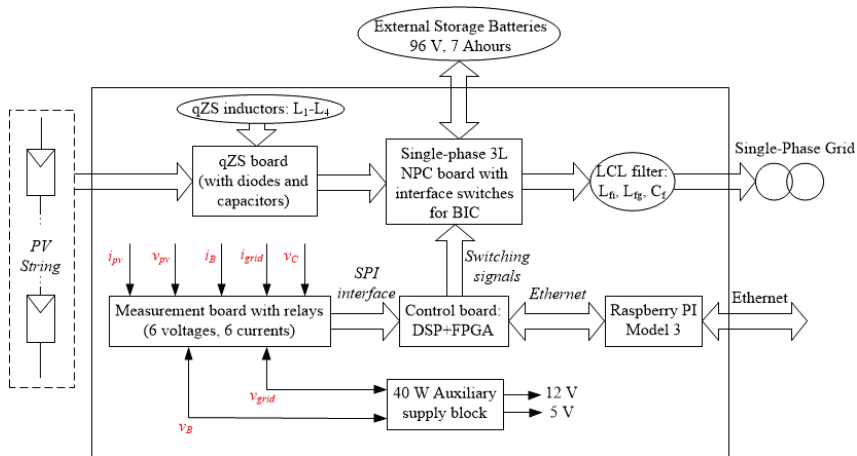 External Storage Batteries
96 V, 7 Ahours
qZS inductors: L1-L4
qZS board
(with diodes and
capacitors)
Single-phase 3L
NPC board with
interface switches
for BIC
LCL filter:
Lfi, Lfg, Cf
Single-Phase Grid
PV
String
ipv
vpv
iB
igrid
vC
SPI
interface
Switching
signals
Measurement board with relays
(6 voltages, 6 currents)
Control board:
DSP+FPGA
Ethernet
Raspberry PI
Model 3
Ethernet
vgrid
vB
40 W Auxiliary
supply block
12 V
5 V